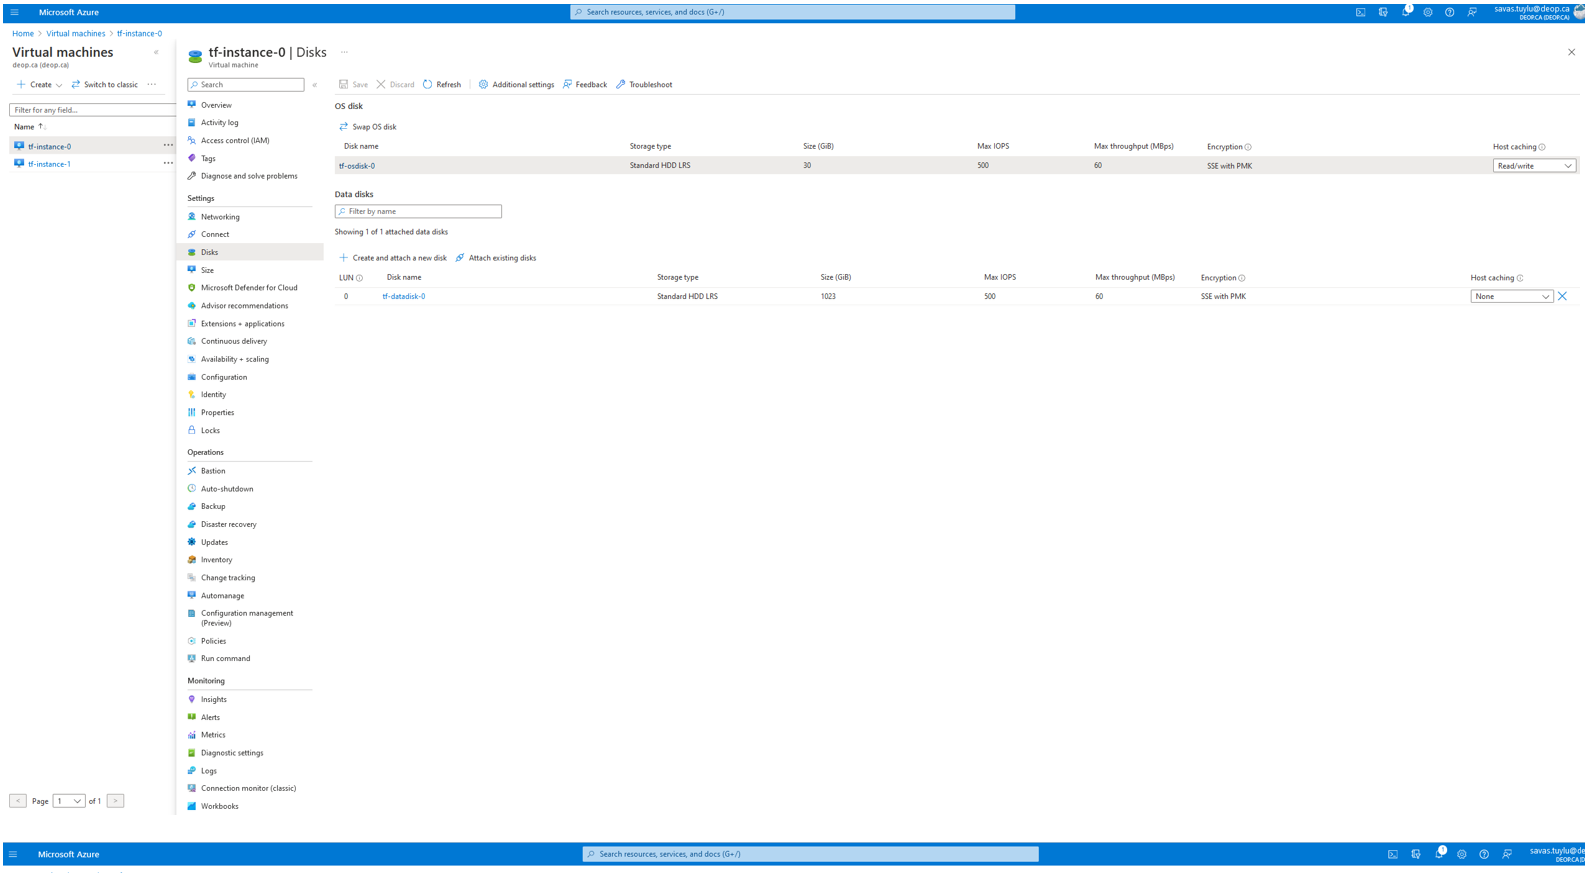 Microsoft Azure
Search resources, services, and docs (G+/)
1
savas.tuylu@deop.ca
DEOP.CA (DEOP.CA)
Home > Virtual machines > tf-instance-0
Virtual machines
deop.ca (deop.ca)
Create
Switch to classic
Filter for any field...
Name
tf-instance-0
tf-instance-1
Page 1 of 1
tf-instance-0 | Disks
Virtual machine
Search
Overview
Activity log
Access control (IAM)
Tags
Diagnose and solve problems
Settings
Networking
Connect
Disks
Size
Microsoft Defender for Cloud
Advisor recommendations
Extensions + applications
Continuous delivery
Availability + scaling
Configuration
Identity
Properties
Locks
Operations
Bastion
Auto-shutdown
Backup
Disaster recovery
Updates
Inventory
Change tracking
Automanage
Configuration management
(Preview)
Policies
Run command
Monitoring
Insights
Alerts
Metrics
Diagnostic settings
Logs
Connection monitor (classic)
Workbooks
Save Discard Refresh Additional settings Feedback Troubleshoot
OS disk
Swap OS disk
Disk name Storage type Size (GiB) Max IOPS Max throughput (MBps) Encryption Host caching
tf-osdisk-0 Standard HDD LRS 30 500 60 SSE with PMK Read/write
Data disks
Filter by name
Showing 1 of 1 attached data disks
Create and attach a new disk Attach existing disks
LUN Disk name Storage type Size (GiB) Max IOPS Max throughput (MBps) Encryption Host caching
0 tf-datadisk-0 Standard HDD LRS 1023 500 60 SSE with PMK None
Microsoft Azure
Search resources, services, and docs (G+/)
1
savas.tuylu@de
DEOP.CA (D